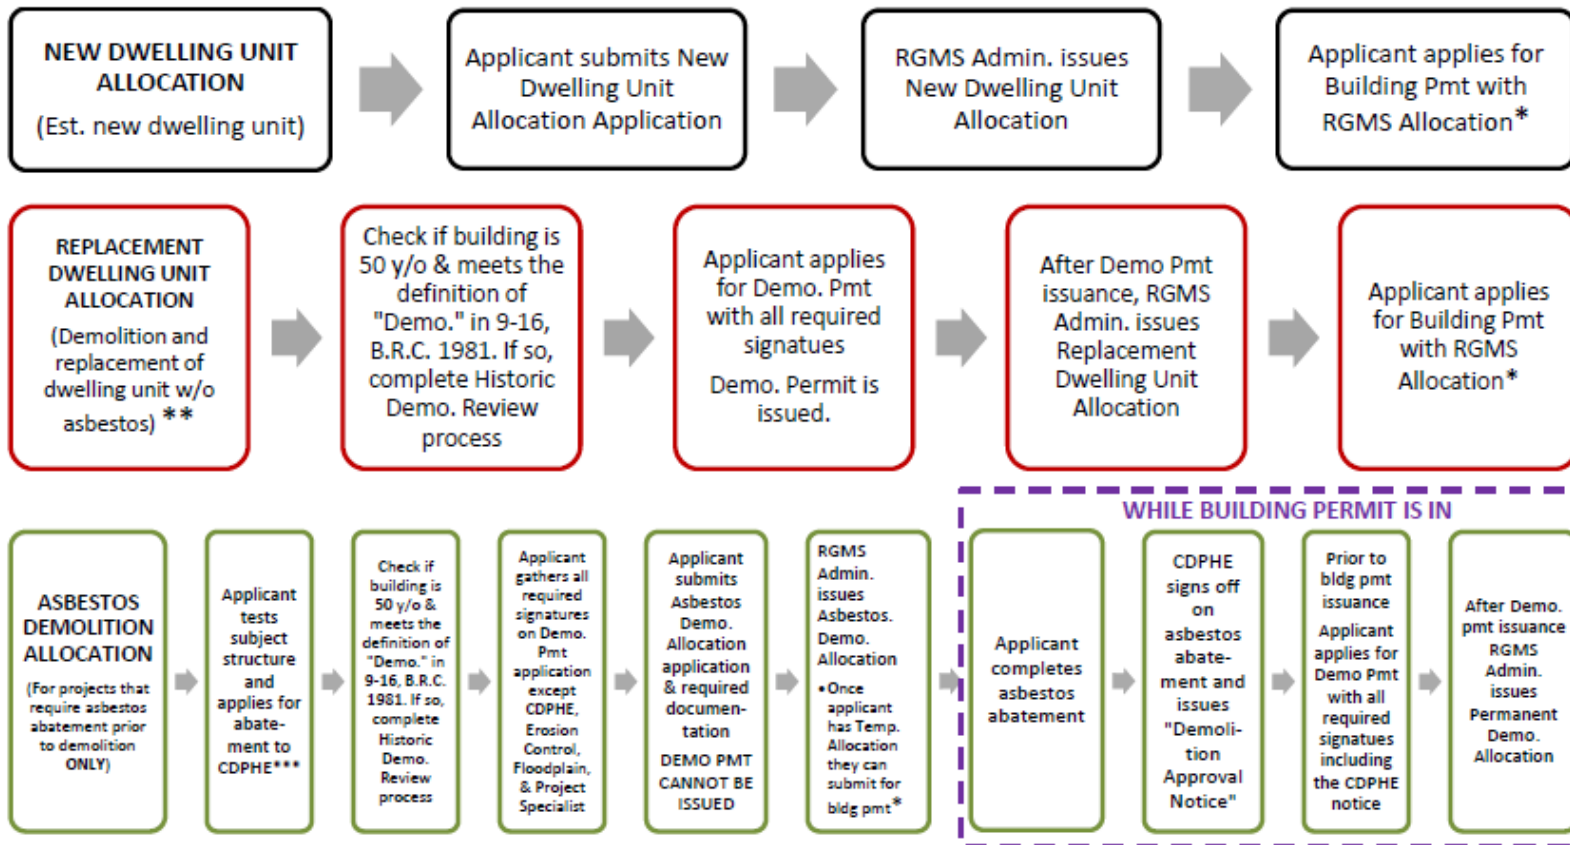 NEW DWELLING UNIT
ALLOCATION
(Est. new dwelling unit)
Applicant submits New
Dwelling Unit
Allocation Application
RGMS Admin. issues
New Dwelling Unit
Allocation
Applicant applies for
Building Pmt with
RGMS Allocation*
REPLACEMENT
DWELLING UNIT
ALLOCATION
(Demolition and
replacement of
dwelling unit w/o
asbestos) **
Check if building is
50 y/o & meets the
definition of
"Demo." in 9-16,
B.R.C. 1981. If so,
complete Historic
Demo. Review
process
Applicant applies
for Demo. Pmt
with all required
signatues
Demo. Permit is
issued.
After Demo Pmt
issuance, RGMS
Admin. issues
Replacement
Dwelling Unit
Allocation
Applicant applies
for Building Pmt
with RGMS
Allocation*
WHILE BUILDING PERMIT IS IN
ASBESTOS
DEMOLITION
ALLOCATION
(For projects that
require asbestos
abatement prior
to demolition
ONLY)
Applicant
tests
subject
structure
and
applies for
abate-
ment to
CDPHE***
Check if
building is
50 y/o &
meets the
definition of
"Demo." in
9-16, B.R.C.
1981. If so,
complete
Historic
Demo.
Review
process
Applicant
gathers all
required
signatures
on Demo.
Pmt
application
except
CDPHE,
Erosion
Control,
Floodplain,
& Project
Specialist
Applicant
submits
Asbestos
Demo.
Allocation
application
& required
documen-
tation
DEMO PMT
CANNOT BE
ISSUED
RGMS
Admin.
issues
Asbestos.
Demo.
Allocation
•Once
applicant
has Temp.
Allocation
they can
submit for
bldg pmt*
Applicant
completes
asbestos
abatement
CDPHE
signs off
on
asbestos
abate-
ment and
issues
"Demoli-
tion
Approval
Notice"
Prior to
bldg pmt
issuance
Applicant
applies for
Demo Pmt
with all
required
signatues
including
the CDPHE
notice
After Demo.
pmt issuance
RGMS
Admin.
issues
Permanent
Demo.
Allocation